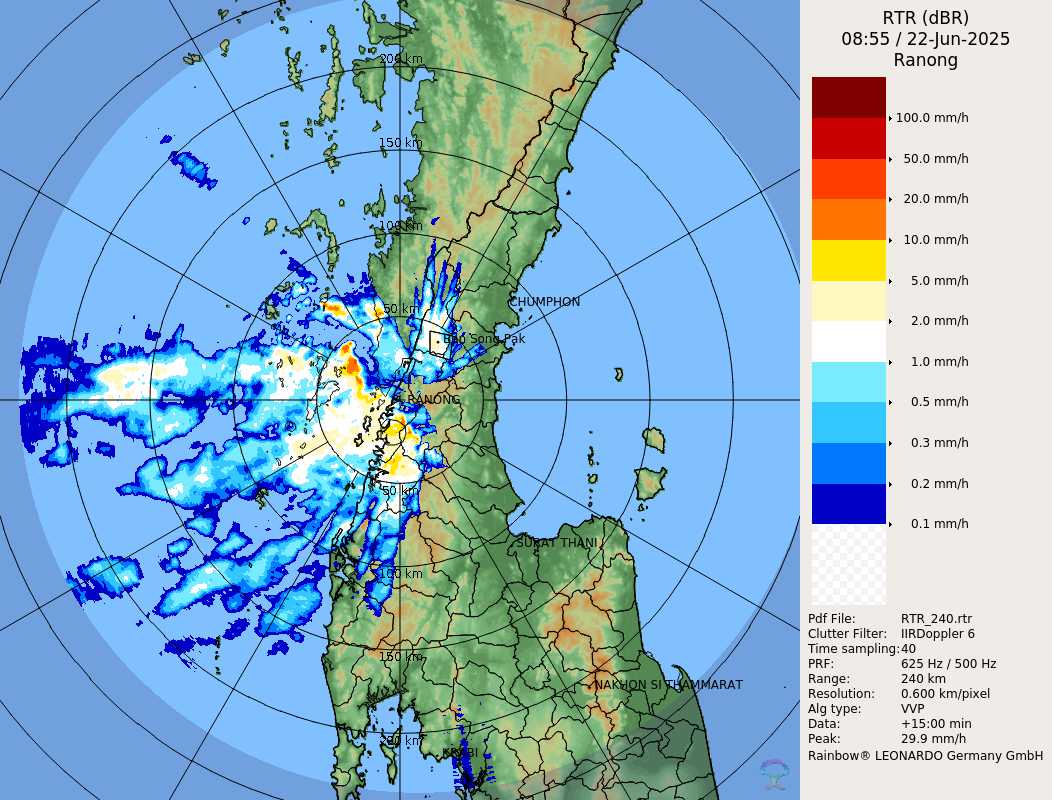 RTR (dBR)
08:55 / 22-Jun-2025
Ranong
200 km
150 km
100 km
50 km
CHUMPHON
Ban Song Pak
RANONG
50 km
SURAT THANI
100 km
150 km
NAKHON SI THAMMARAT
200 km
KRABI
100.0 mm/h
50.0 mm/h
20.0 mm/h
10.0 mm/h
5.0 mm/h
2.0 mm/h
1.0 mm/h
0.5 mm/h
0.3 mm/h
0.2 mm/h
0.1 mm/h
Pdf File: RTR_240.rtr
Clutter Filter: IIRDoppler 6
Time sampling:40
PRF: 625 Hz / 500 Hz
Range: 240 km
Resolution: 0.600 km/pixel
Alg type: VVP
Data: +15:00 min
Peak: 29.9 mm/h
Rainbow® LEONARDO Germany GmbH